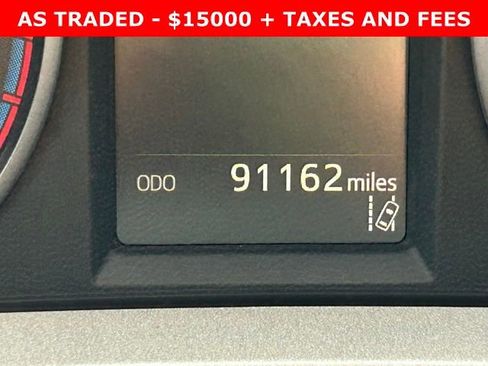 AS TRADED - $15000 + TAXES AND FEES
ODO 91162 miles